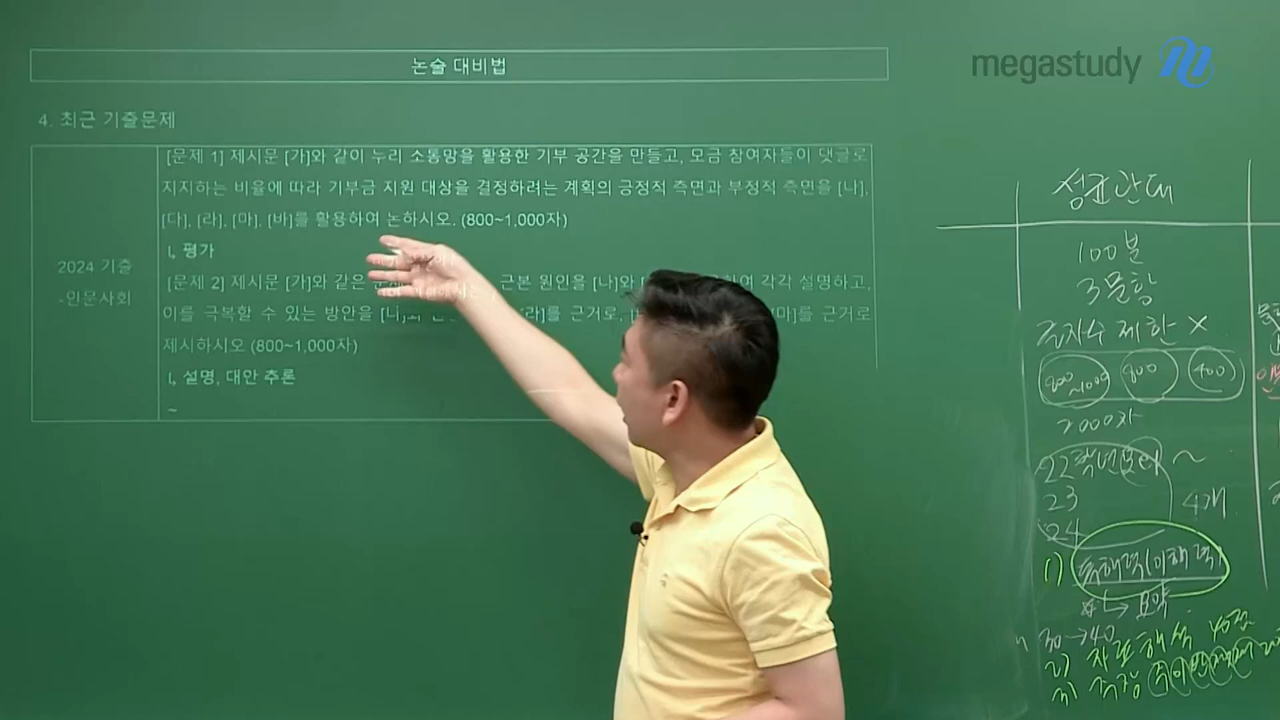 논술 대비법
megastudy
4. 최근 기출문제
2024 기출
-인문사회
[문제 1] 제시문 [가]와 같이 누리 소통망을 활용한 기부 공간을 만들고, 모금 참여자들이 댓글로
지지하는 비율에 따라 기부금 지원 대상을 결정하려는 계획의 긍정적 측면과 부정적 측면을 [나],
[다], [라], [마], [바]를 활용하여 논하시오. (800~1,000자)
평가
[문제 2] 제시문 [가]와 같은 근본 원인을 [나]와 각각 설명하고,
이를 극복할 수 있는 방안을 를 근거로, [마]를 근거로
제시하시오 (800~1,000자)
설명, 대안 추론
~
성균관대
100분
3문항
글자수 제한 X
800~1000 800 400
2000자
22학년 ~
23
4개
24
1) 독해력(이해력)
→ 요약
30→40
2) 자료해석